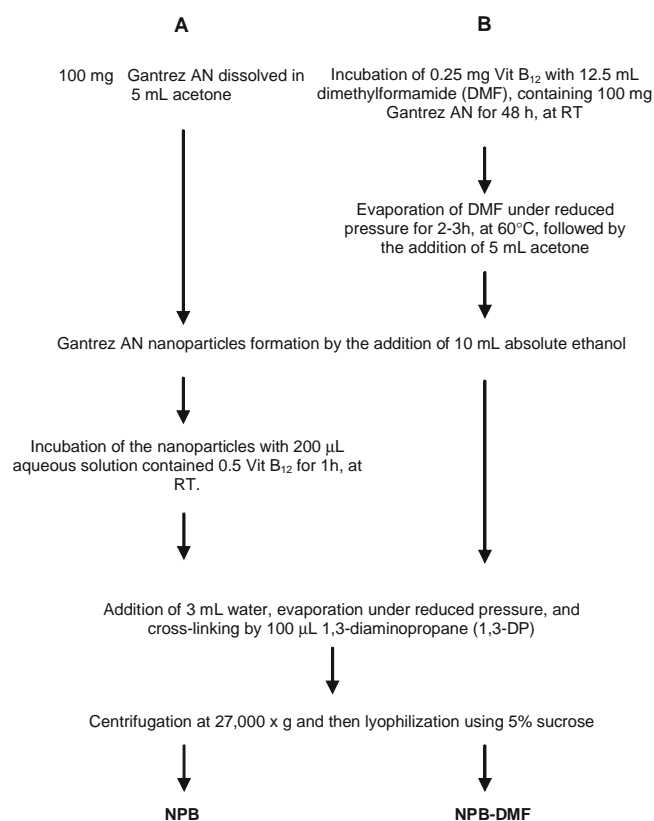 A
B
100 mg Gantrez AN dissolved in
5 mL acetone
Incubation of 0.25 mg Vit B₁₂ with 12.5 mL
dimethylformamide (DMF), containing 100 mg
Gantrez AN for 48 h, at RT
Evaporation of DMF under reduced
pressure for 2-3h, at 60°C, followed by
the addition of 5 mL acetone
Gantrez AN nanoparticles formation by the addition of 10 mL absolute ethanol
Incubation of the nanoparticles with 200 μL
aqueous solution contained 0.5 Vit B₁₂ for 1h, at
RT.
Addition of 3 mL water, evaporation under reduced pressure, and
cross-linking by 100 μL 1,3-diaminopropane (1,3-DP)
Centrifugation at 27,000 x g and then lyophilization using 5% sucrose
NPB
NPB-DMF